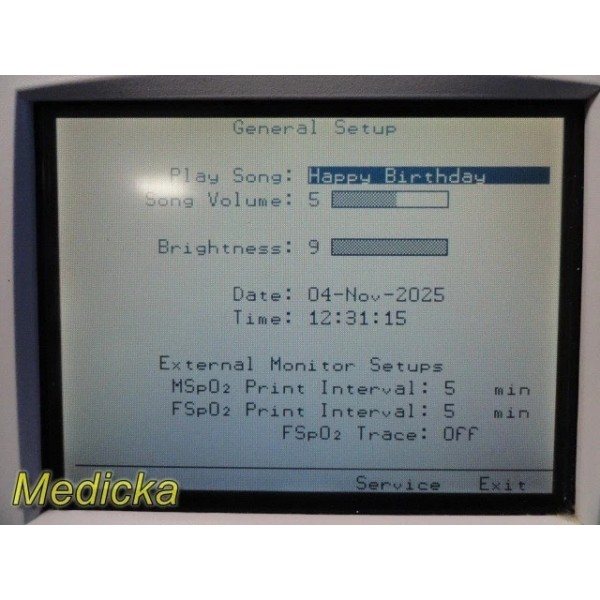 General Setup
Play Song: Happy Birthday
Song Volume: 5
Brightness: 9
Date: 04-Nov-2025
Time: 12:31:15
External Monitor Setups
MSpO2 Print Interval: 5 min
FSpO2 Print Interval: 5 min
FSpO2 Trace: Off
Service Exit
Medicka